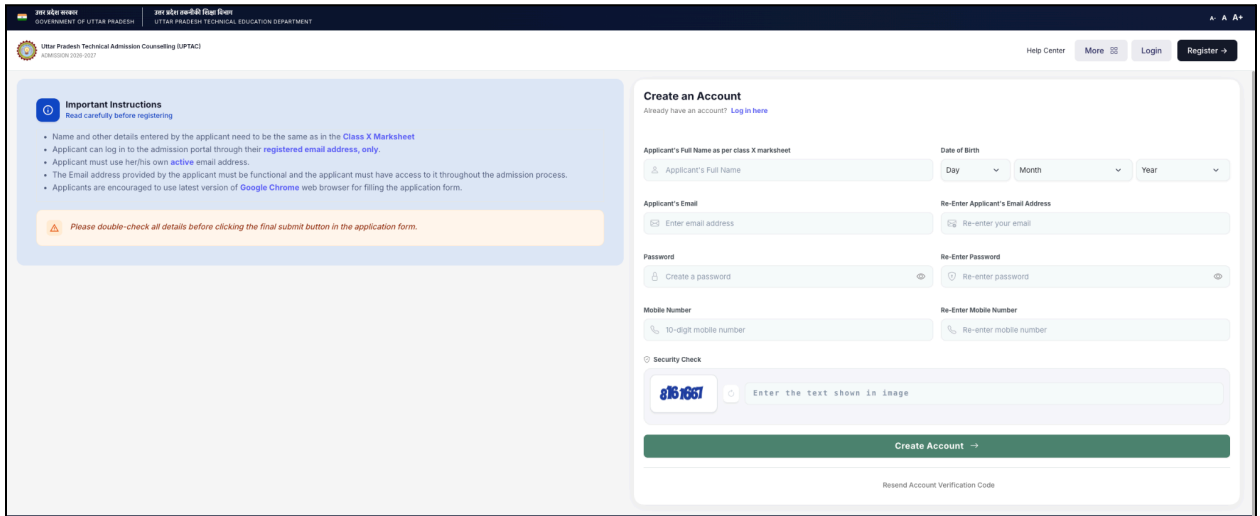 उत्तर प्रदेश सरकार
GOVERNMENT OF UTTAR PRADESH
उत्तर प्रदेश तकनीकी शिक्षा विभाग
UTTAR PRADESH TECHNICAL EDUCATION DEPARTMENT
A- A A+
Uttar Pradesh Technical Admission Counselling (UPTAC)
ADMISSION 2026-2027
Help Center
More
Login
Register →
Important Instructions
Read carefully before registering
• Name and other details entered by the applicant need to be the same as in the Class X Marksheet
• Applicant can log in to the admission portal through their registered email address, only.
• Applicant must use her/his own active email address.
• The Email address provided by the applicant must be functional and the applicant must have access to it throughout the admission process.
• Applicants are encouraged to use latest version of Google Chrome web browser for filling the application form.
Please double-check all details before clicking the final submit button in the application form.
Create an Account
Already have an account? Log in here
Applicant's Full Name as per class X marksheet
Applicant's Full Name
Date of Birth
Day Month Year
Applicant's Email
Enter email address
Re-Enter Applicant's Email Address
Re-enter your email
Password
Create a password
Re-Enter Password
Re-enter password
Mobile Number
10-digit mobile number
Re-Enter Mobile Number
Re-enter mobile number
Security Check
8161667
Enter the text shown in image
Create Account →
Resend Account Verification Code